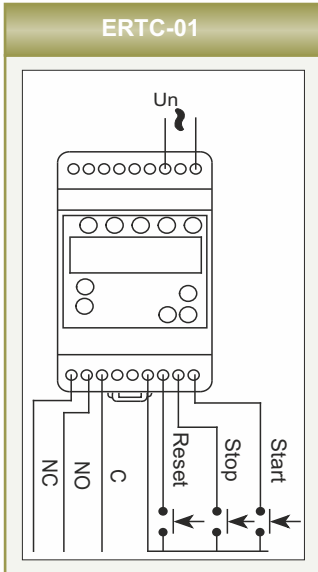 ERTC-01
Un
NC
NO
C
Reset
Stop
Start